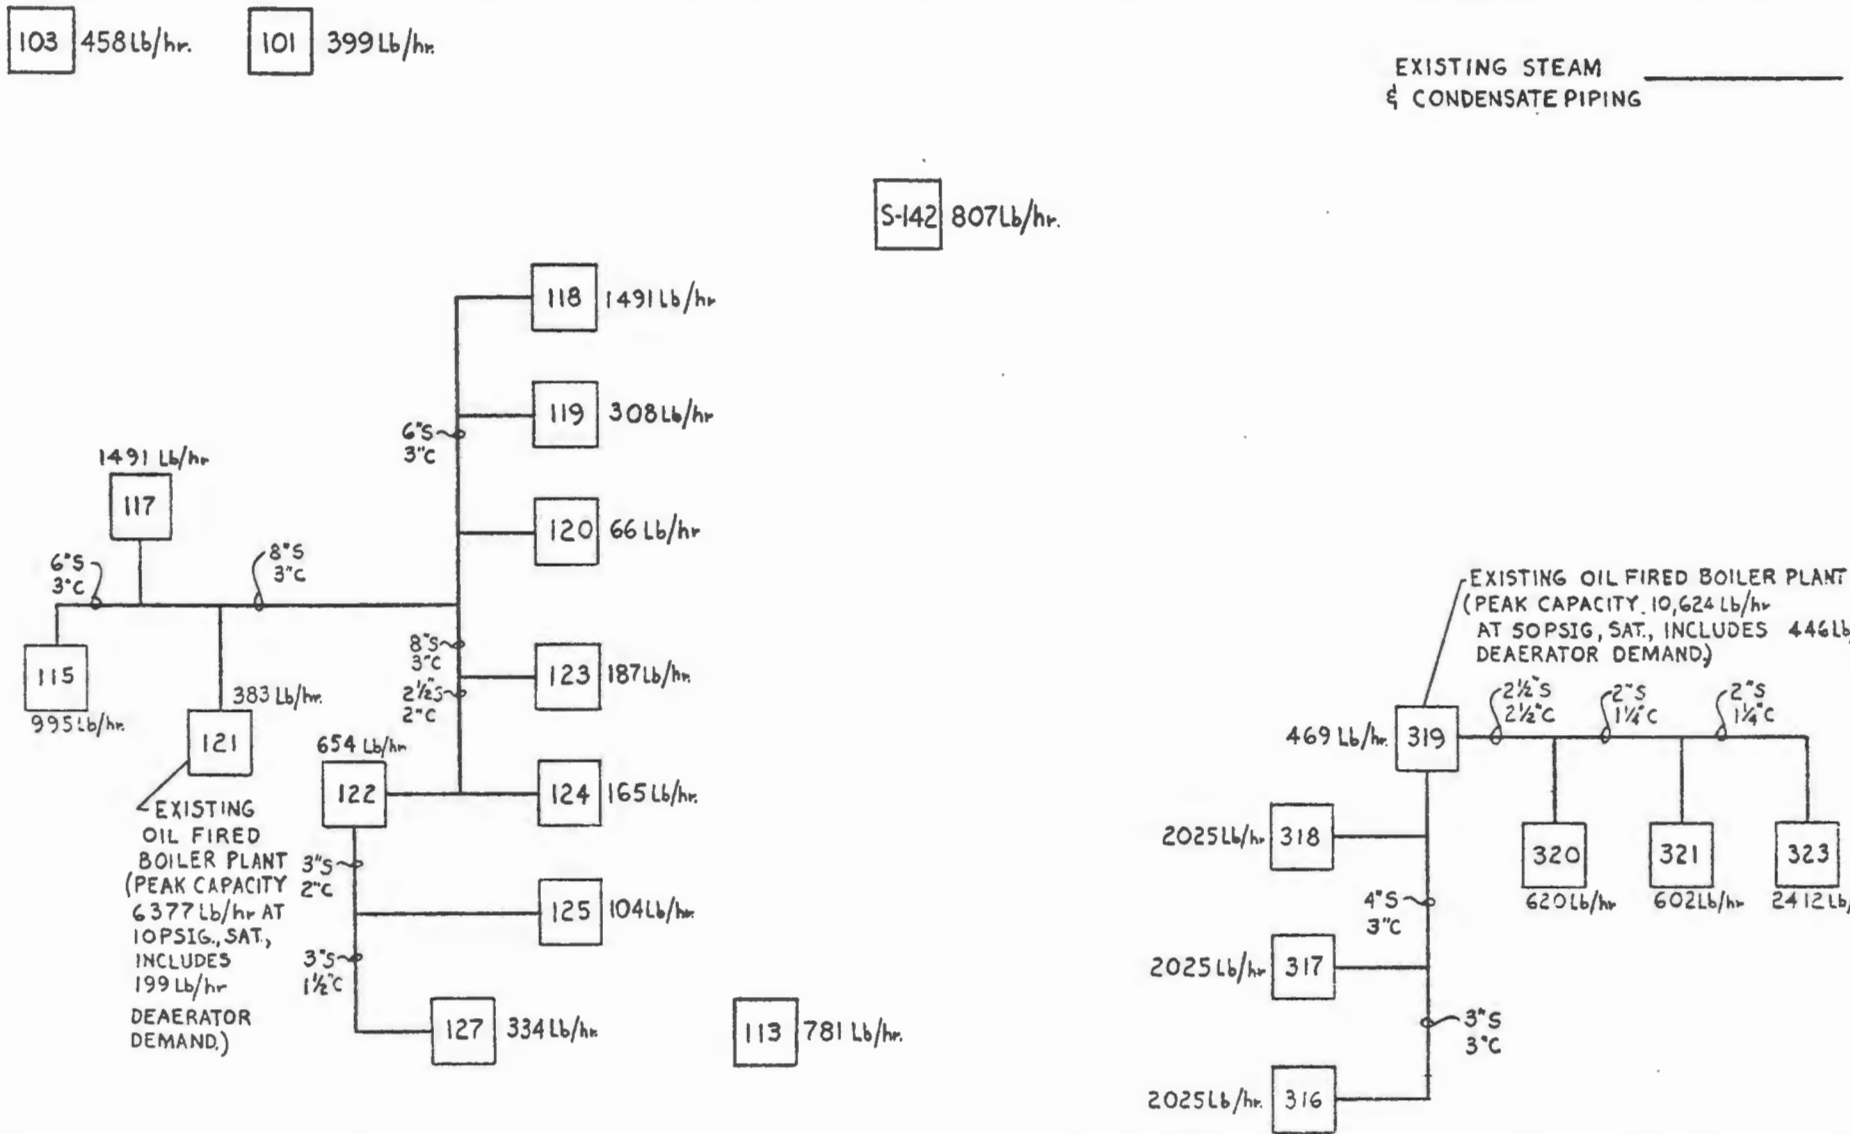 103 458 Lb/hr.
101 399 Lb/hr.
EXISTING STEAM
& CONDENSATE PIPING
S-142 807 Lb/hr.
118 1491 Lb/hr
119 308 Lb/hr
6"S
3"C
120 66 Lb/hr
1491 Lb/hr
117
6"S
3"C
8"S
3"C
115
995 Lb/hr.
383 Lb/hr.
121
EXISTING
OIL FIRED
BOILER PLANT
(PEAK CAPACITY
6377 Lb/hr AT
10PSIG., SAT.,
INCLUDES
199 Lb/hr
DEAERATOR
DEMAND.)
8"S
3"C
2½"S
2"C
123 187 Lb/hr.
654 Lb/hr
122
124 165 Lb/hr.
3"S
2"C
125 104 Lb/hr.
3"S
1½"C
127 334 Lb/hr.
113 781 Lb/hr.
EXISTING OIL FIRED BOILER PLANT
(PEAK CAPACITY 10,624 Lb/hr
AT 50PSIG, SAT., INCLUDES 446 Lb/
DEAERATOR DEMAND.)
469 Lb/hr. 319
2½"S
2½"C
2"S
1¼"C
2"S
1¼"C
2025 Lb/hr 318
320
620 Lb/hr
321
602 Lb/hr
323
2412 Lb/
4"S
3"C
2025 Lb/hr 317
3"S
3"C
2025 Lb/hr. 316